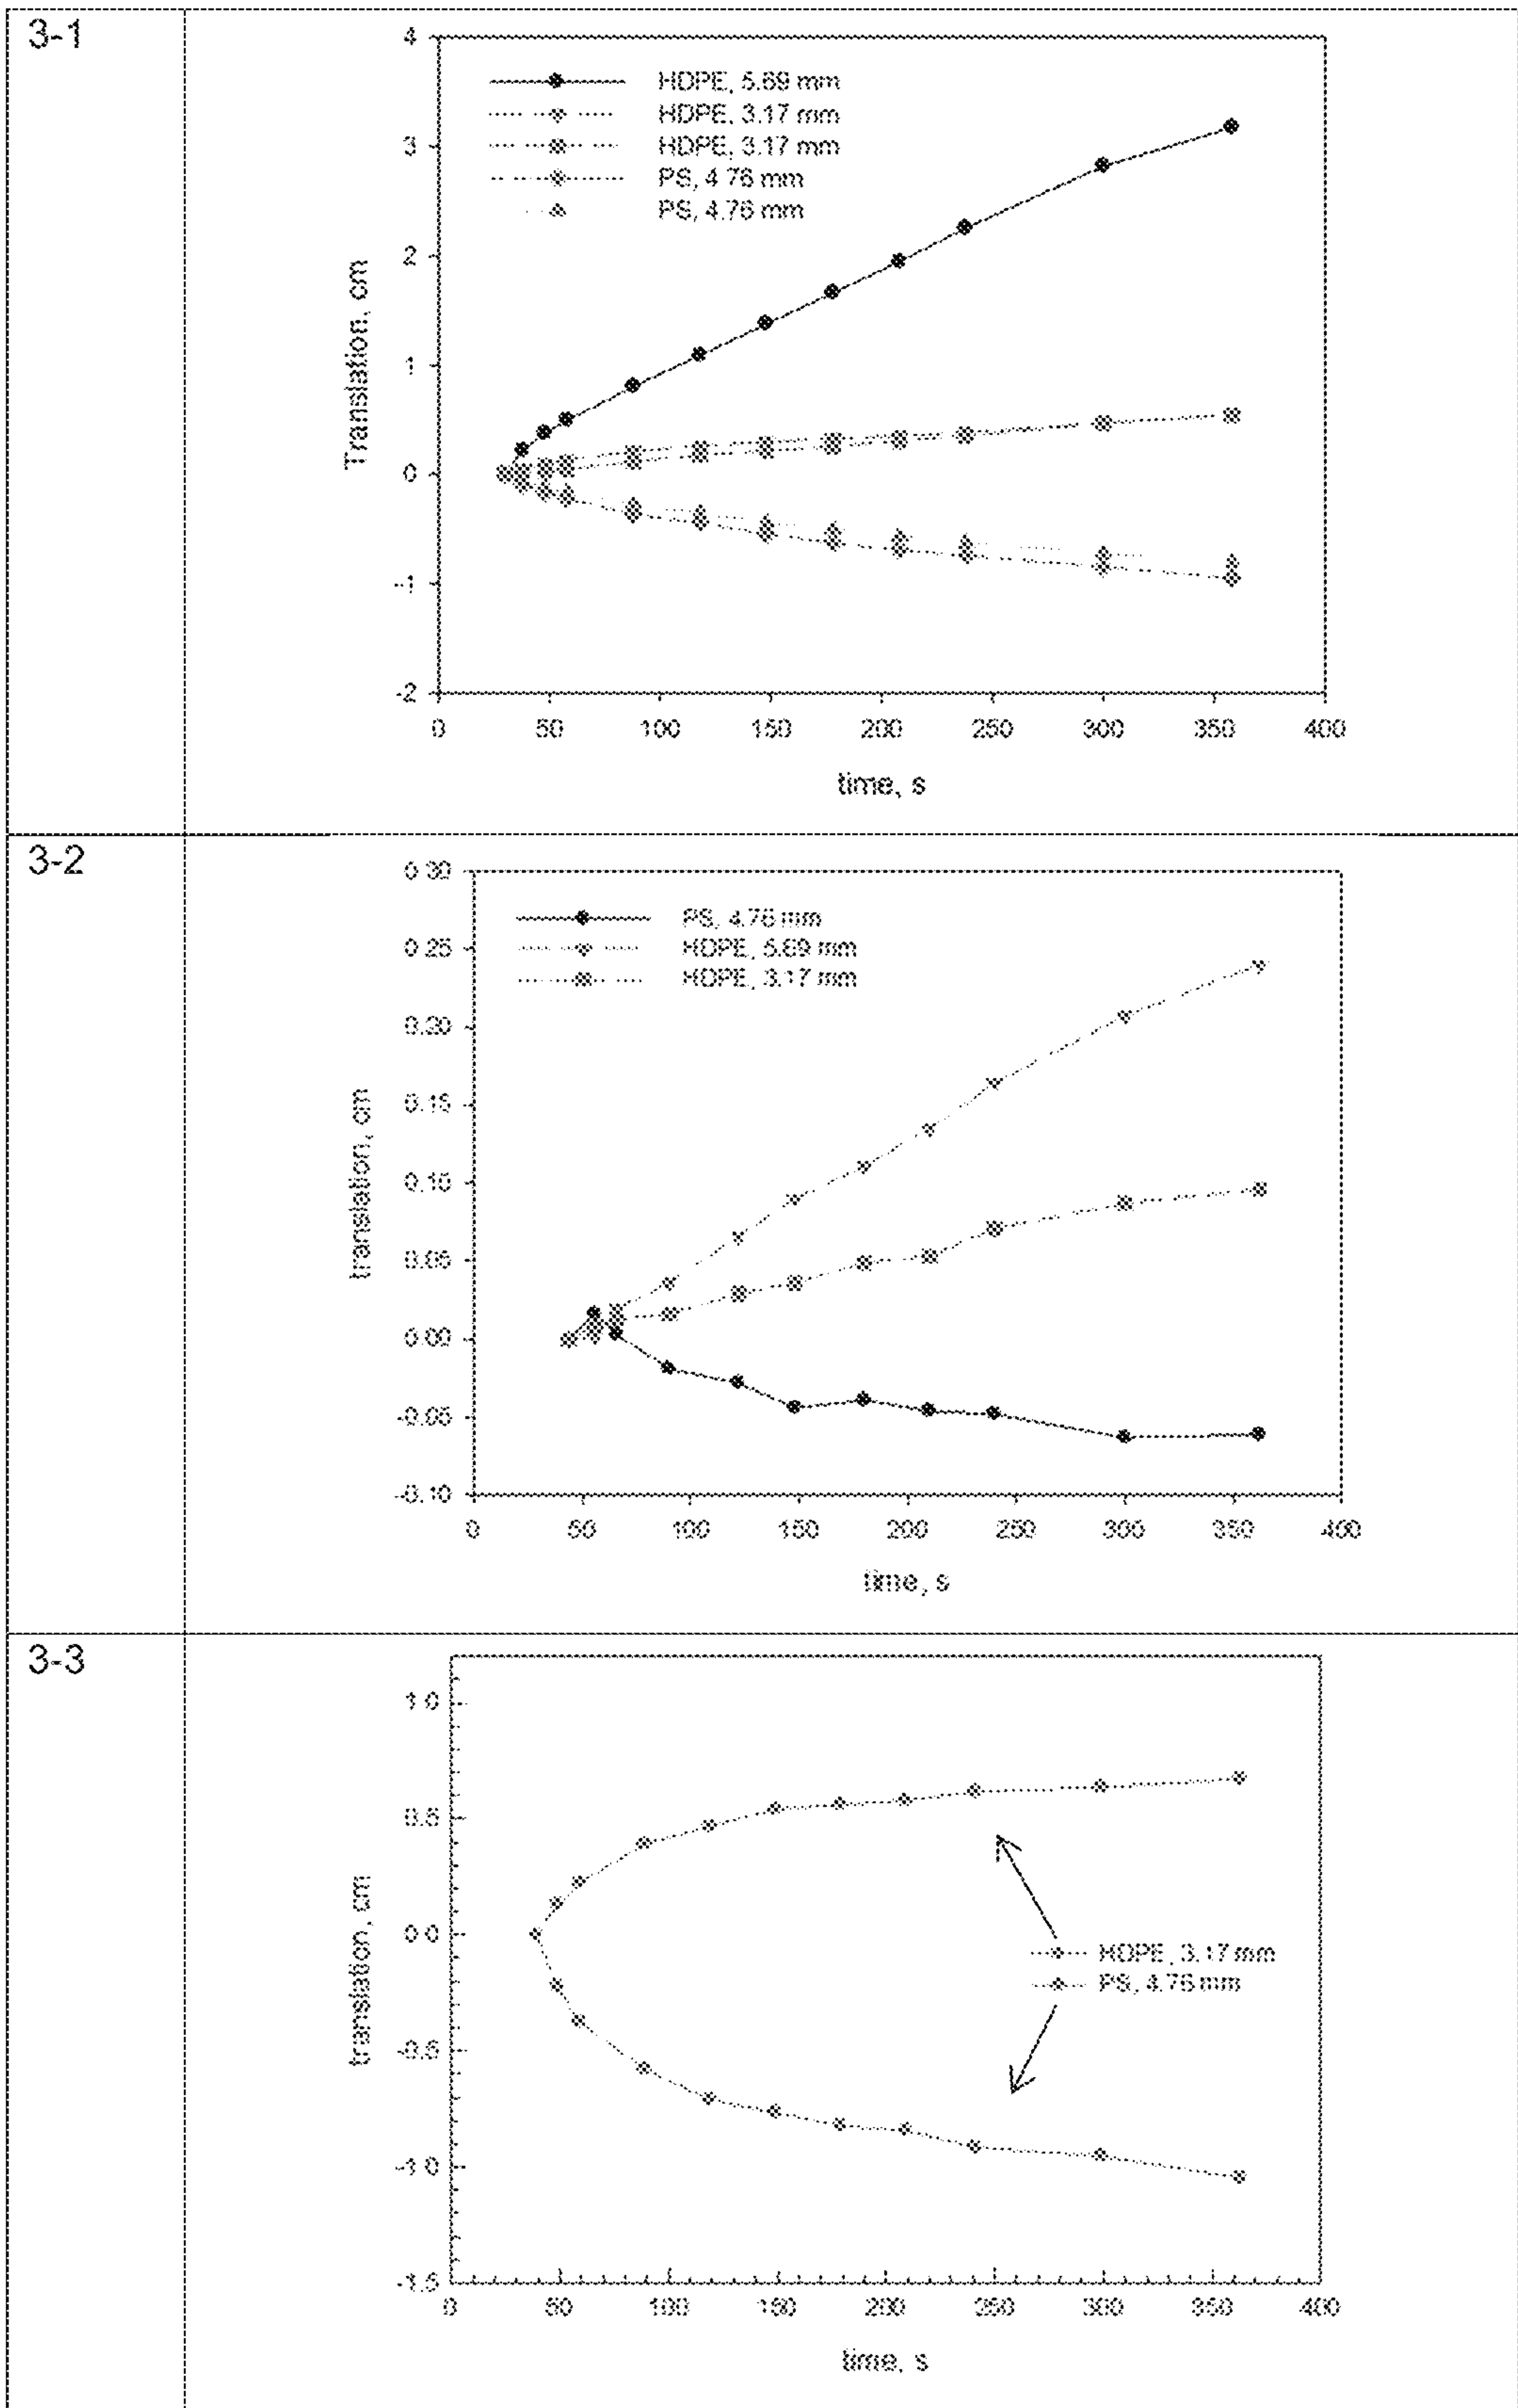 3-1
4
HDPE, 5.69 mm
HDPE, 3.17 mm
HDPE, 3.17 mm
PS, 4.76 mm
PS, 4.76 mm
3
2
1
0
-1
-2
Translation, cm
0 50 100 150 200 250 300 350 400
time, s
3-2
0.30
PS, 4.76 mm
HDPE, 5.69 mm
HDPE, 3.17 mm
0.25
0.20
0.15
0.10
0.05
0.00
-0.05
-0.10
translation, cm
0 50 100 150 200 250 300 350 400
time, s
3-3
1.0
0.5
0.0
HDPE, 3.17 mm
PS, 4.76 mm
-0.5
-1.0
-1.5
translation, cm
0 50 100 150 200 250 300 350 400
time, s